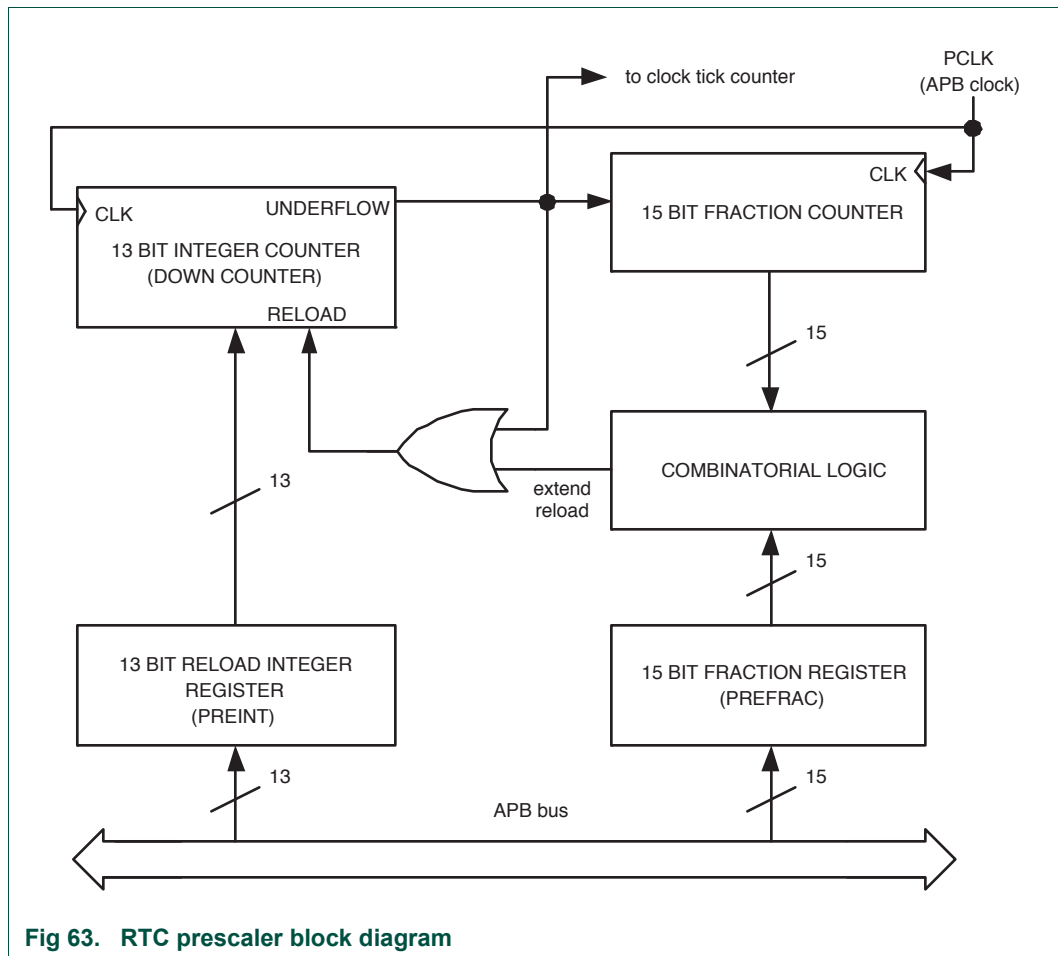 PCLK
(APB clock)
to clock tick counter
CLK
UNDERFLOW
13 BIT INTEGER COUNTER
(DOWN COUNTER)
RELOAD
CLK
15 BIT FRACTION COUNTER
15
COMBINATORIAL LOGIC
extend
reload
13
15
13 BIT RELOAD INTEGER
REGISTER
(PREINT)
15 BIT FRACTION REGISTER
(PREFRAC)
13
15
APB bus
Fig 63. RTC prescaler block diagram